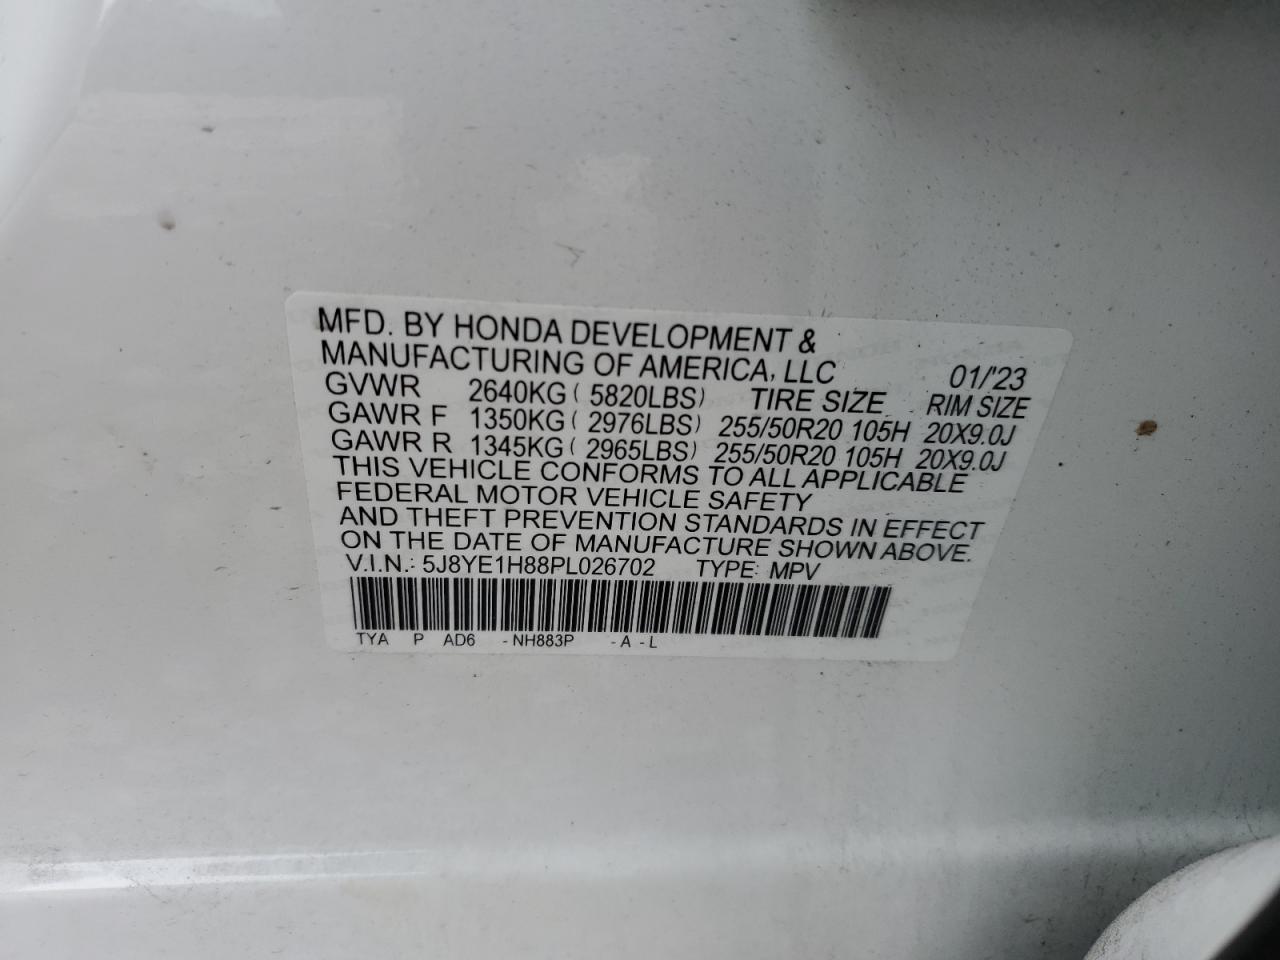 MFD. BY HONDA DEVELOPMENT &
MANUFACTURING OF AMERICA, LLC 01/'23
GVWR 2640KG ( 5820LBS) TIRE SIZE RIM SIZE
GAWR F 1350KG ( 2976LBS) 255/50R20 105H 20X9.0J
GAWR R 1345KG ( 2965LBS) 255/50R20 105H 20X9.0J
THIS VEHICLE CONFORMS TO ALL APPLICABLE
FEDERAL MOTOR VEHICLE SAFETY
AND THEFT PREVENTION STANDARDS IN EFFECT
ON THE DATE OF MANUFACTURE SHOWN ABOVE.
V.I.N.: 5J8YE1H88PL026702 TYPE: MPV
TYA P AD6 -NH883P -A -L